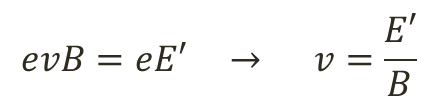 evB = eE′ → v = E′/B